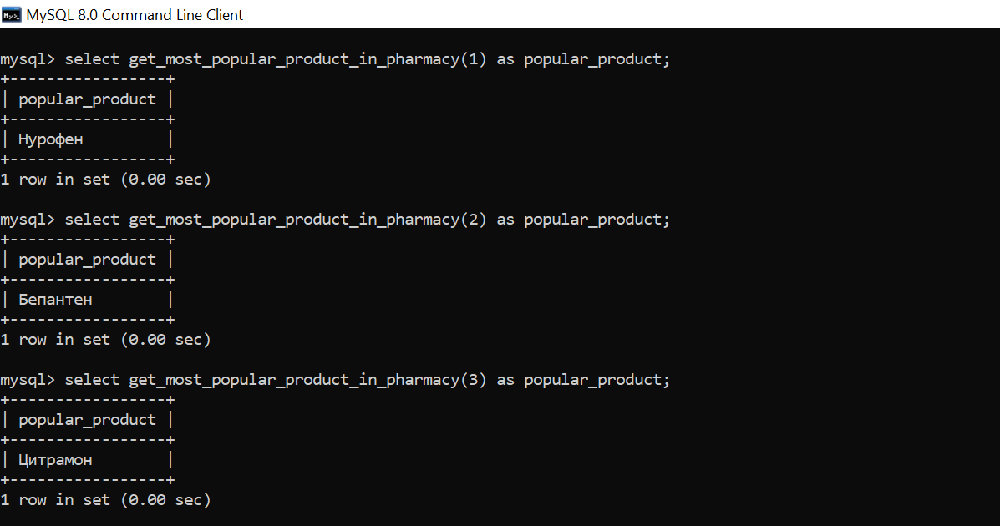 MySQL 8.0 Command Line Client
mysql> select get_most_popular_product_in_pharmacy(1) as popular_product;
+-----------------+
| popular_product |
+-----------------+
| Нурофен         |
+-----------------+
1 row in set (0.00 sec)
mysql> select get_most_popular_product_in_pharmacy(2) as popular_product;
+-----------------+
| popular_product |
+-----------------+
| Бепантен        |
+-----------------+
1 row in set (0.00 sec)
mysql> select get_most_popular_product_in_pharmacy(3) as popular_product;
+-----------------+
| popular_product |
+-----------------+
| Цитрамон        |
+-----------------+
1 row in set (0.00 sec)